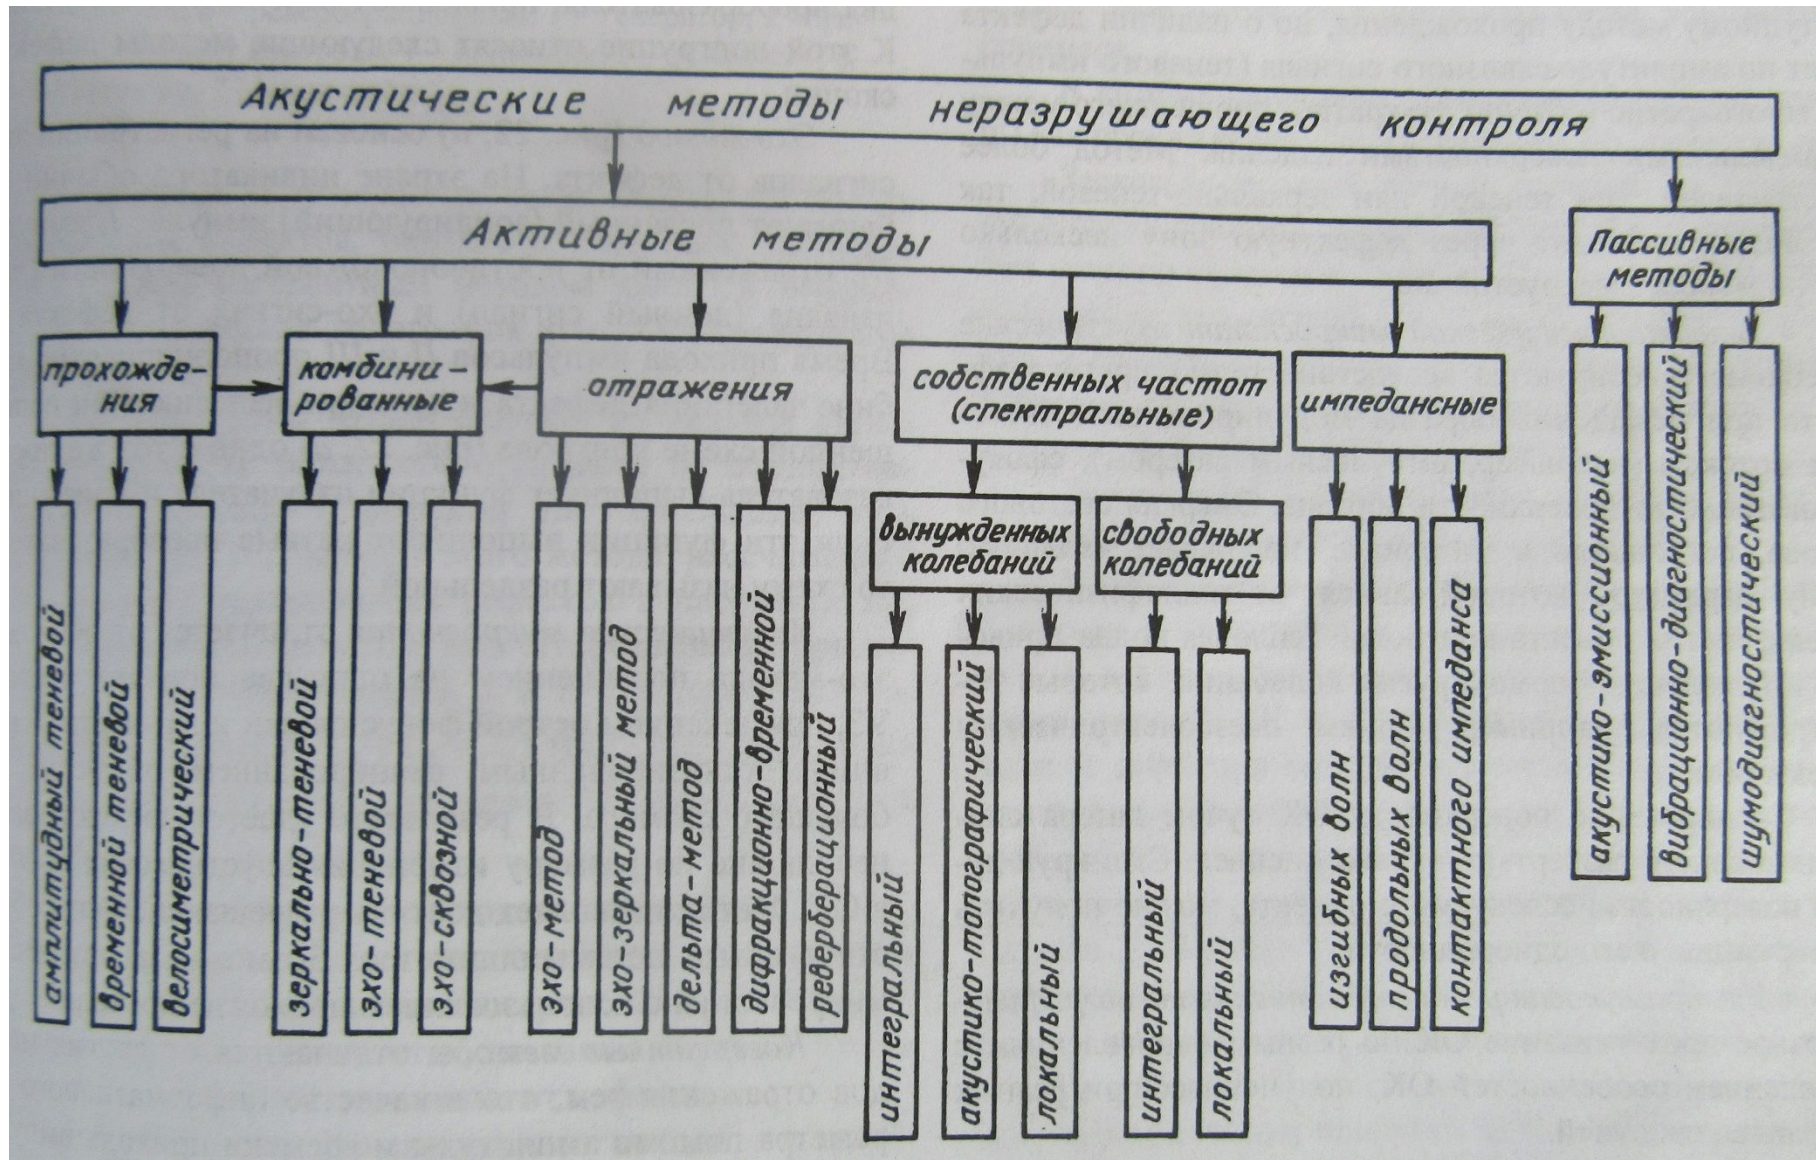 Акустические методы неразрушающего контроля
Активные методы
Пассивные
методы
прохожде-
ния
комбини-
рованные
отражения
собственных частот
(спектральные)
импедансные
вынужденных
колебаний
свободных
колебаний
амплитудный теневой
временной теневой
велосиметрический
зеркально-теневой
эхо-теневой
эхо-сквозной
эхо-метод
эхо-зеркальный метод
дельта-метод
дифракционо-временной
реверберционный
интегральный
акустико-топографический
локальный
интегральный
локальный
изгибных волн
продольных волн
контактного импеданса
акустико-эмиссионный
вибрационно-диагностический
шумодиагностический